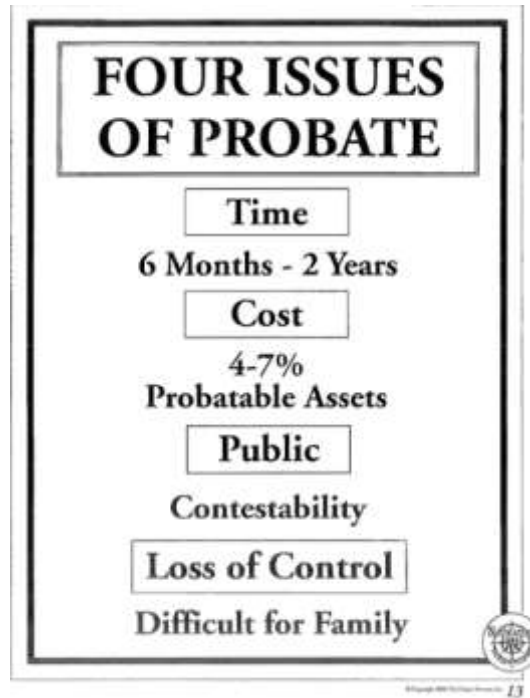 FOUR ISSUES
OF PROBATE
Time
6 Months - 2 Years
Cost
4-7%
Probatable Assets
Public
Contestability
Loss of Control
Difficult for Family
13